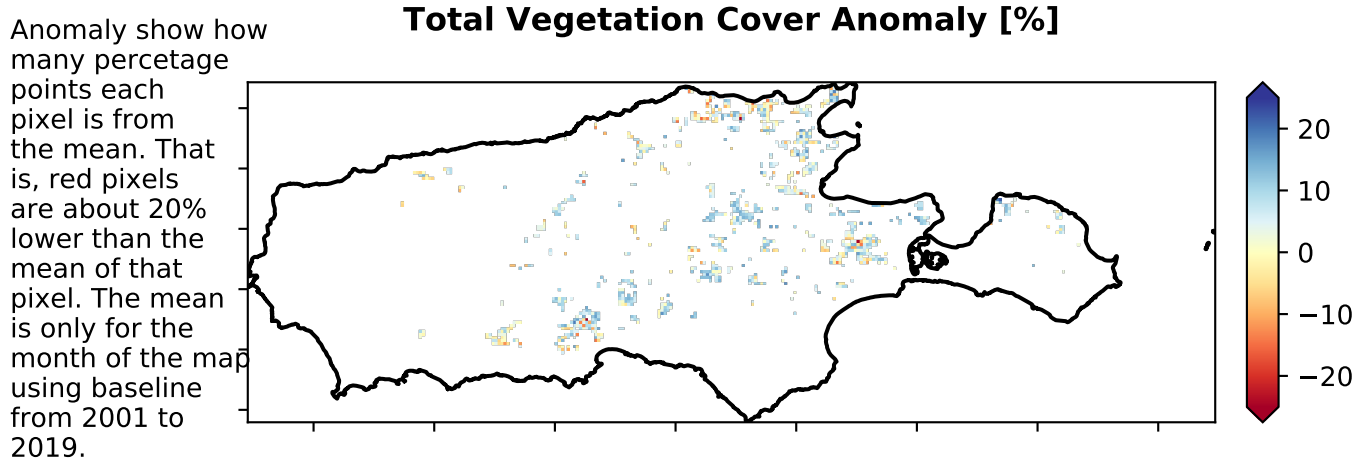 Total Vegetation Cover Anomaly [%]
Anomaly show how
many percetage
points each
pixel is from
the mean. That
is, red pixels
are about 20%
lower than the
mean of that
pixel. The mean
is only for the
month of the map
using baseline
from 2001 to
2019.
20
10
0
−10
−20